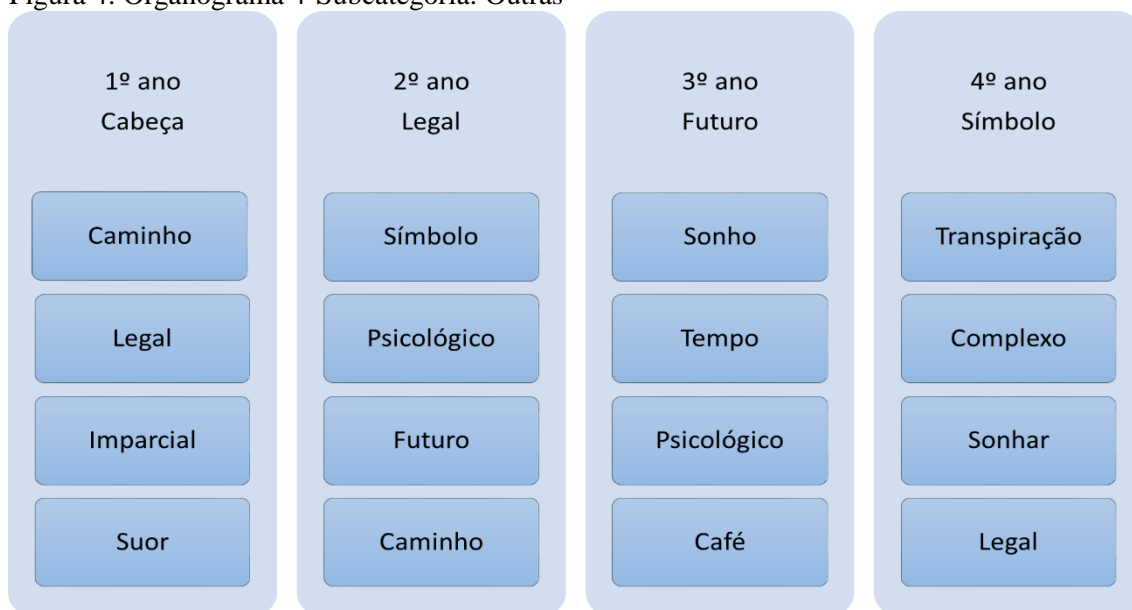 Figura 4: Organograma 4 Subcategoria: Outras
1º ano
Cabeça
Caminho
Legal
Imparcial
Suor
2º ano
Legal
Símbolo
Psicológico
Futuro
Caminho
3º ano
Futuro
Sonho
Tempo
Psicológico
Café
4º ano
Símbolo
Transpiração
Complexo
Sonhar
Legal